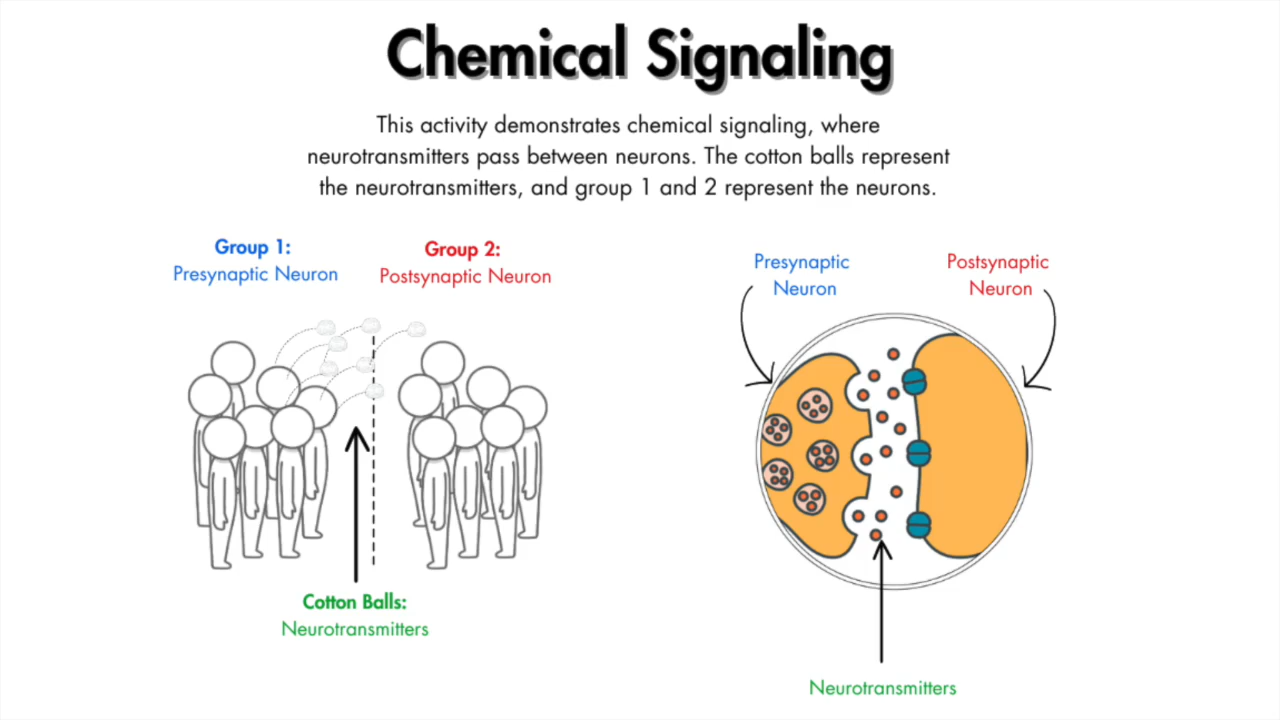 Chemical Signaling
This activity demonstrates chemical signaling, where
neurotransmitters pass between neurons. The cotton balls represent
the neurotransmitters, and group 1 and 2 represent the neurons.
Group 1:
Presynaptic Neuron
Group 2:
Postsynaptic Neuron
Cotton Balls:
Neurotransmitters
Presynaptic
Neuron
Postsynaptic
Neuron
Neurotransmitters